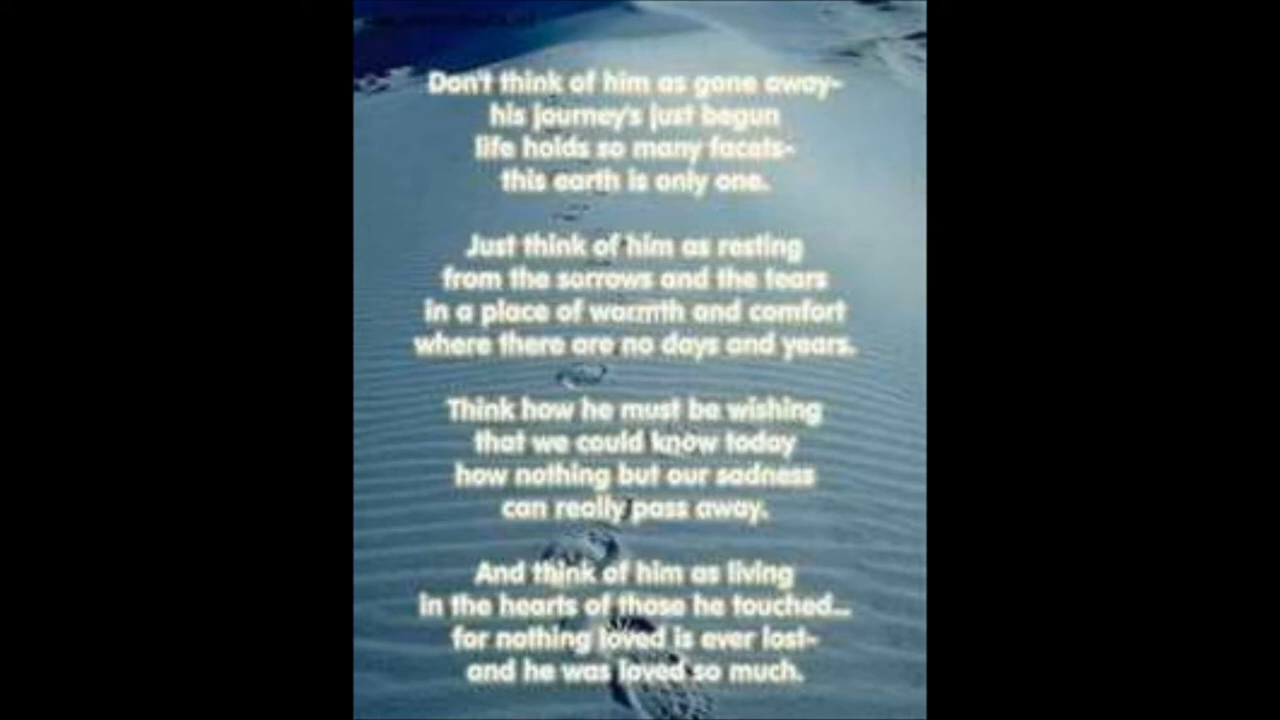 Don't think of him as gone away-
his journey's just begun
life holds so many facets-
this earth is only one.
Just think of him as resting
from the sorrows and the tears
in a place of warmth and comfort
where there are no days and years.
Think how he must be wishing
that we could know today
how nothing but our sadness
can really pass away.
And think of him as living
in the hearts of those he touched...
for nothing loved is ever lost-
and he was loved so much.